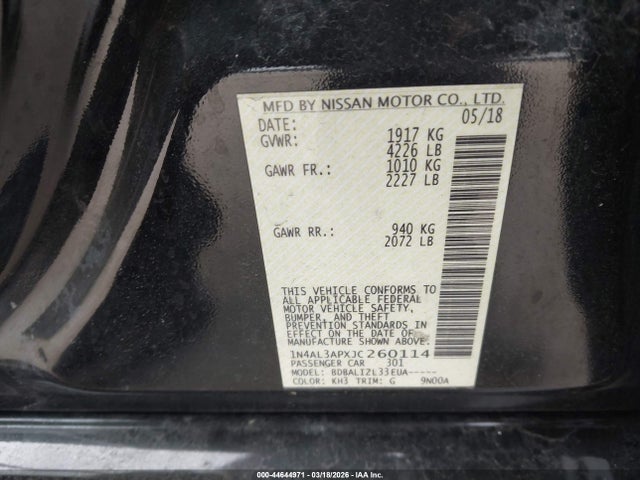 MFD BY NISSAN MOTOR CO., LTD.
DATE: 05/18
GVWR: 1917 KG
4226 LB
GAWR FR.: 1010 KG
2227 LB
GAWR RR.: 940 KG
2072 LB
THIS VEHICLE CONFORMS TO
ALL APPLICABLE FEDERAL
MOTOR VEHICLE SAFETY,
BUMPER, AND THEFT
PREVENTION STANDARDS IN
EFFECT ON THE DATE OF
MANUFACTURE SHOWN ABOVE.
1N4AL3APXJC260114
PASSENGER CAR 301
MODEL: BDBALIZL33EUA-----
COLOR: KH3 TRIM: G 9N00A
000-44644971 | 03/18/2026 | IAA Inc.